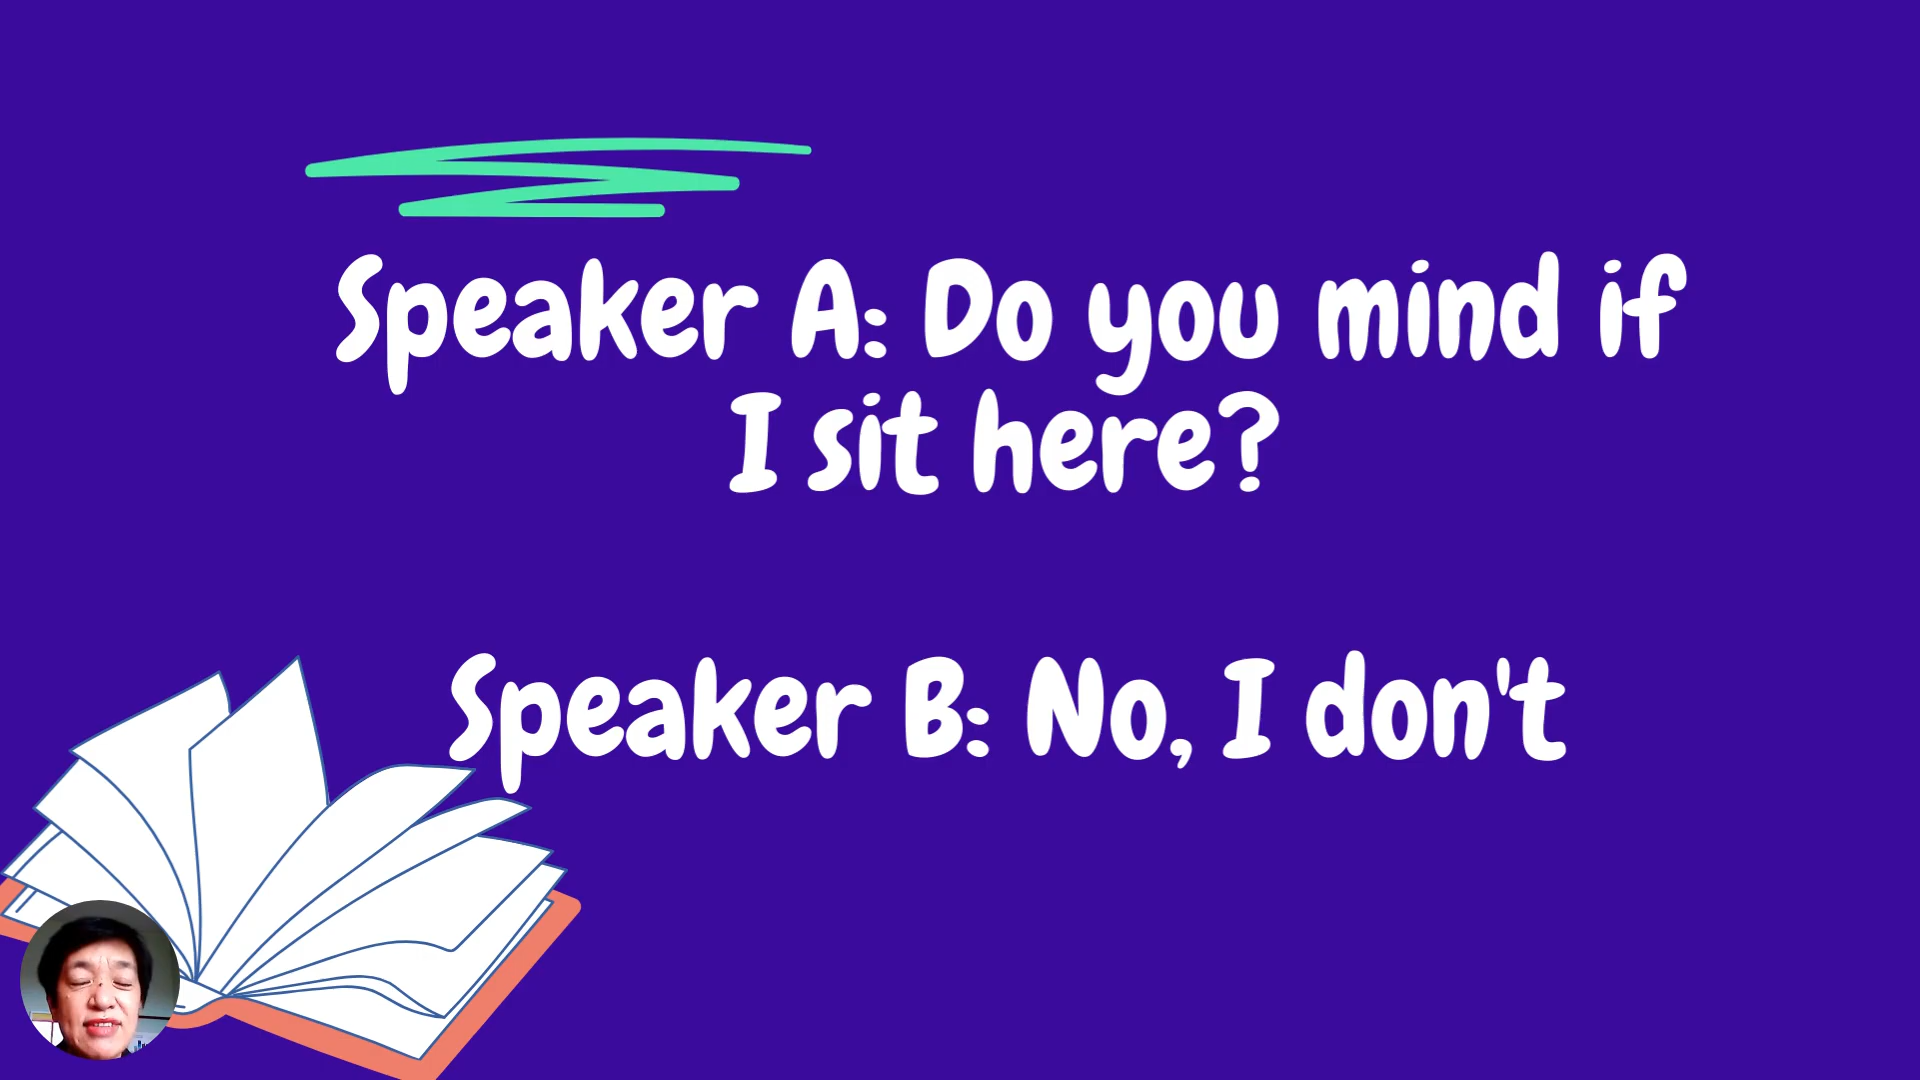 Speaker A: Do you mind if
I sit here?
Speaker B: No, I don't